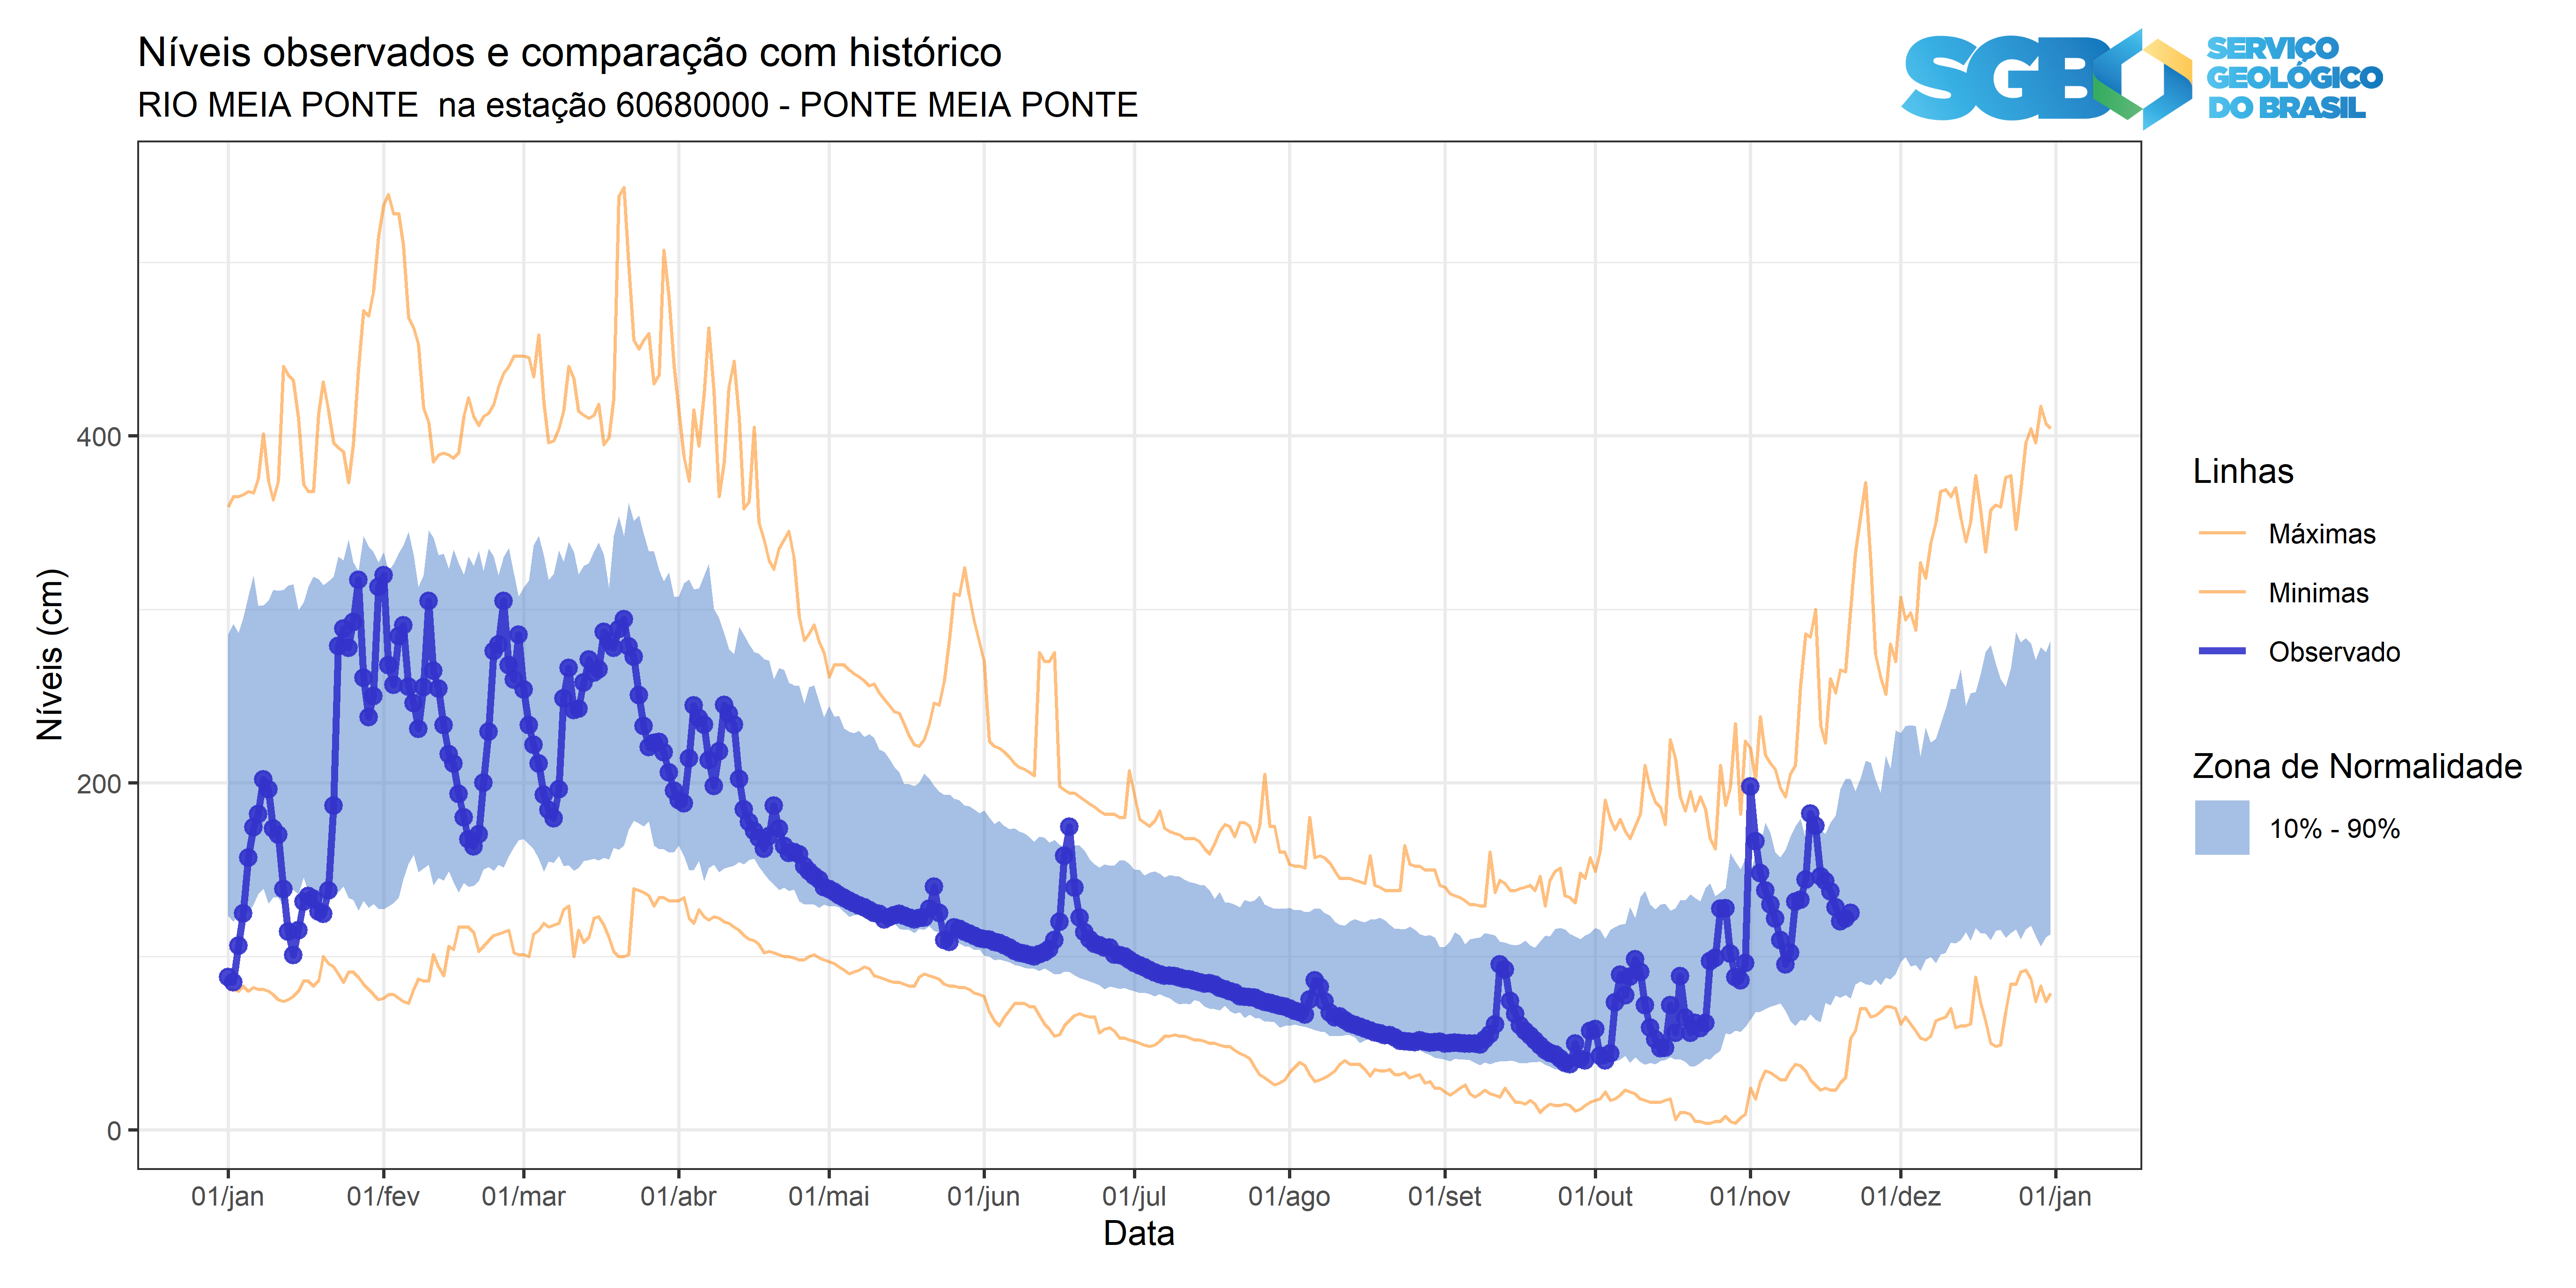 Níveis observados e comparação com histórico
RIO MEIA PONTE  na estação 60680000 - PONTE MEIA PONTE
SGB
SERVIÇO
GEOLÓGICO
DO BRASIL
Níveis (cm)
400
200
0
01/jan 01/fev 01/mar 01/abr 01/mai 01/jun 01/jul 01/ago 01/set 01/out 01/nov 01/dez 01/jan
Data
Linhas
Máximas
Minimas
Observado
Zona de Normalidade
10% - 90%